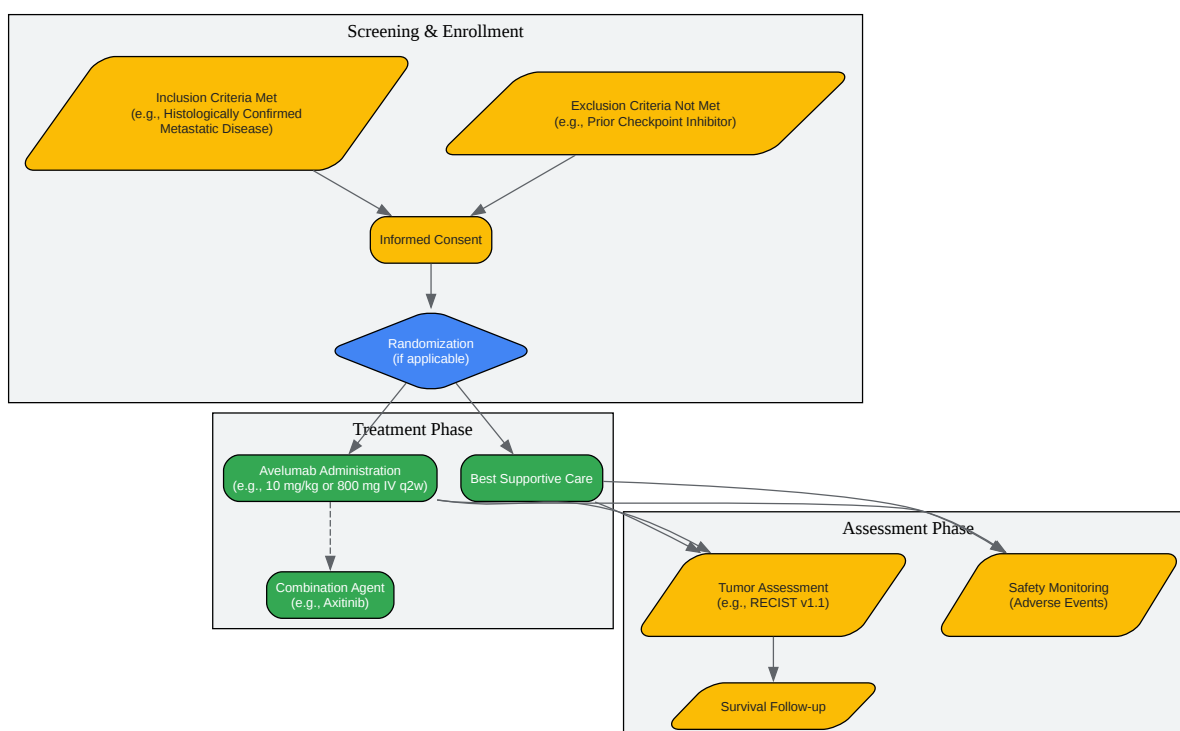 Screening & Enrollment
Inclusion Criteria Met
(e.g., Histologically Confirmed
Metastatic Disease)
Exclusion Criteria Not Met
(e.g., Prior Checkpoint Inhibitor)
Informed Consent
Randomization
(if applicable)
Treatment Phase
Avelumab Administration
(e.g., 10 mg/kg or 800 mg IV q2w)
Best Supportive Care
Combination Agent
(e.g., Axitinib)
Assessment Phase
Tumor Assessment
(e.g., RECIST v1.1)
Safety Monitoring
(Adverse Events)
Survival Follow-up